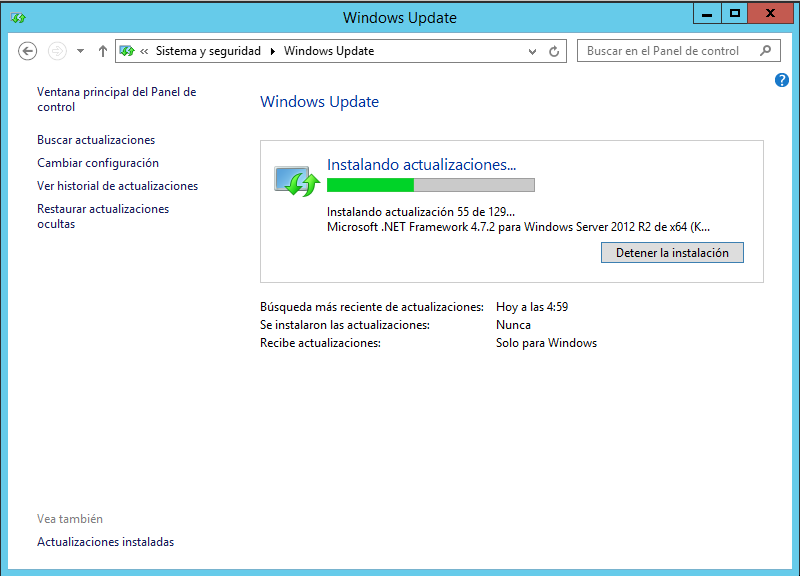 Windows Update
« Sistema y seguridad Windows Update
Buscar en el Panel de control
Ventana principal del Panel de
control
Buscar actualizaciones
Cambiar configuración
Ver historial de actualizaciones
Restaurar actualizaciones
ocultas
Windows Update
Instalando actualizaciones...
Instalando actualización 55 de 129...
Microsoft .NET Framework 4.7.2 para Windows Server 2012 R2 de x64 (K...
Detener la instalación
Búsqueda más reciente de actualizaciones: Hoy a las 4:59
Se instalaron las actualizaciones: Nunca
Recibe actualizaciones: Solo para Windows
Vea también
Actualizaciones instaladas